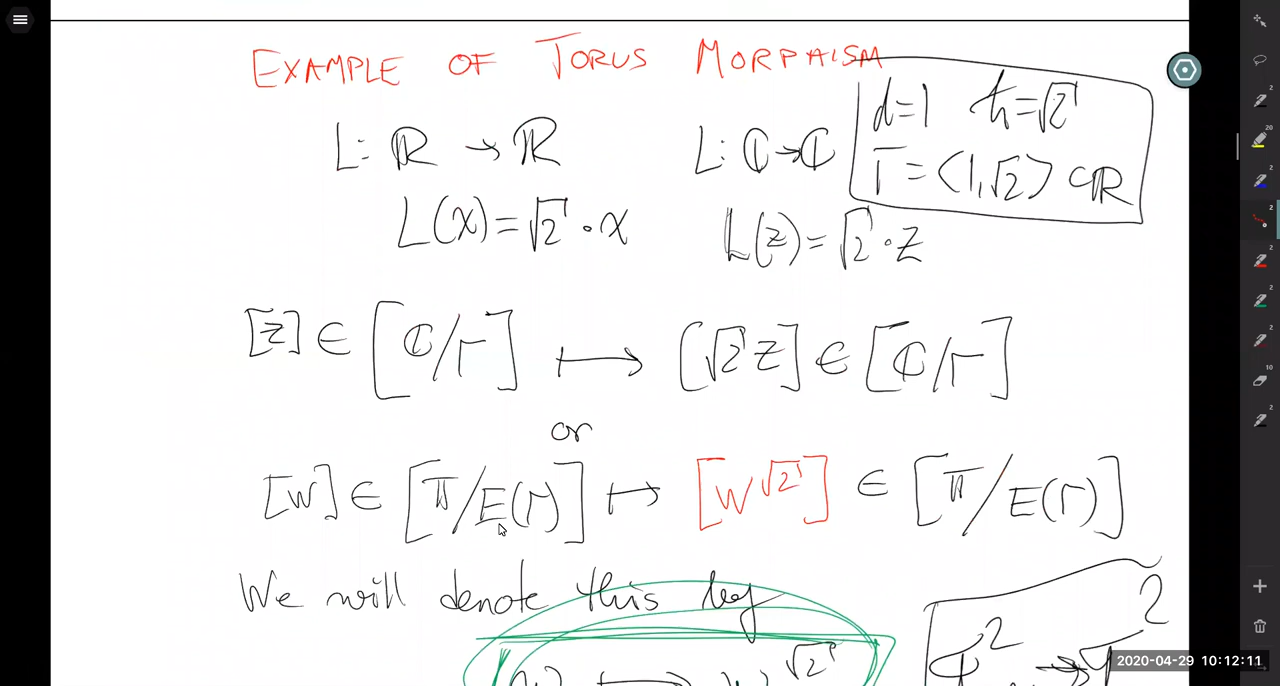 EXAMPLE OF TORUS MORPHISM
d=1 ℏ=√2
Γ=⟨1,√2⟩⊂ℝ
L: ℝ → ℝ L: ℂ→ℂ
L(x)=√2·x L(z)=√2·z
[z] ∈ [ℂ/Γ] ⟼ [√2 z] ∈ [ℂ/Γ]
or
[w] ∈ [𝕋/E(Γ)] ↦ [w^√2] ∈ [𝕋/E(Γ)]
We will denote this by
w ⟼ w^√2
2020-04-29 10:12:11